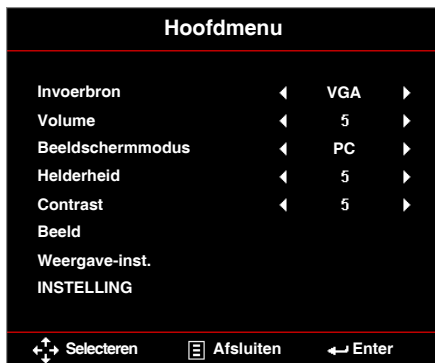 Hoofdmenu
Invoerbron VGA
Volume 5
Beeldschermmodus PC
Helderheid 5
Contrast 5
Beeld
Weergave-inst.
INSTELLING
Selecteren Afsluiten Enter